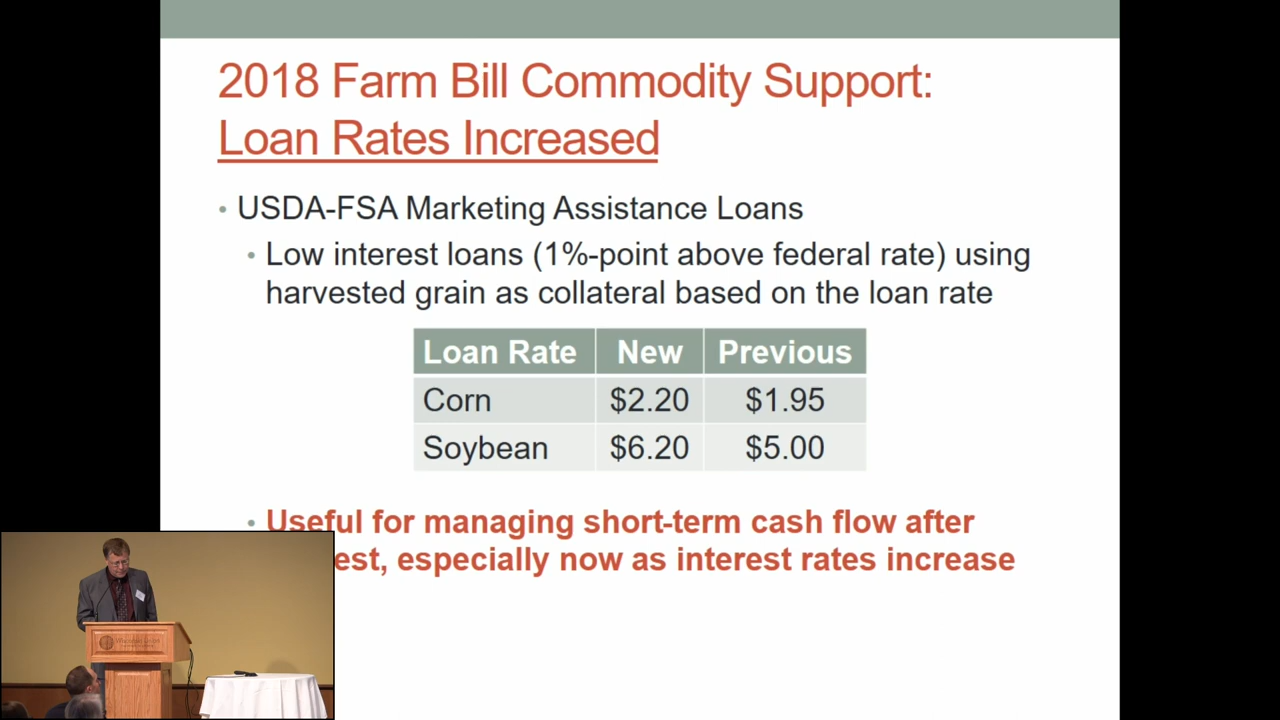 2018 Farm Bill Commodity Support:
Loan Rates Increased
• USDA-FSA Marketing Assistance Loans
• Low interest loans (1%-point above federal rate) using
harvested grain as collateral based on the loan rate
Loan Rate New Previous
Corn $2.20 $1.95
Soybean $6.20 $5.00
• Useful for managing short-term cash flow after
est, especially now as interest rates increase